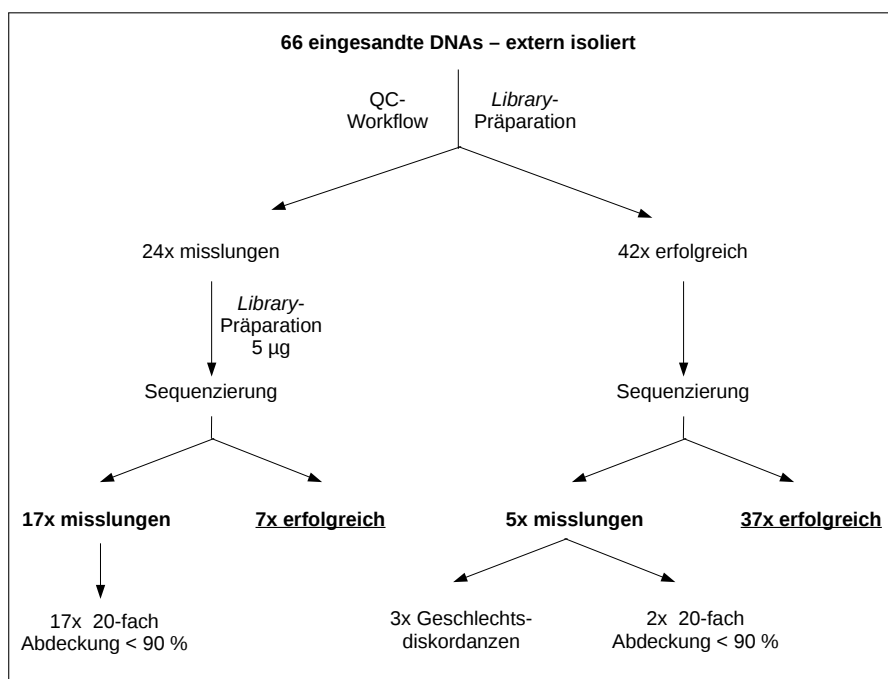 66 eingesandte DNAs – extern isoliert
QC-
Workflow
Library-
Präparation
24x misslungen
42x erfolgreich
Library-
Präparation
5 µg
Sequenzierung
Sequenzierung
17x misslungen
7x erfolgreich
5x misslungen
37x erfolgreich
17x 20-fach
Abdeckung < 90 %
3x Geschlechts-
diskordanzen
2x 20-fach
Abdeckung < 90 %